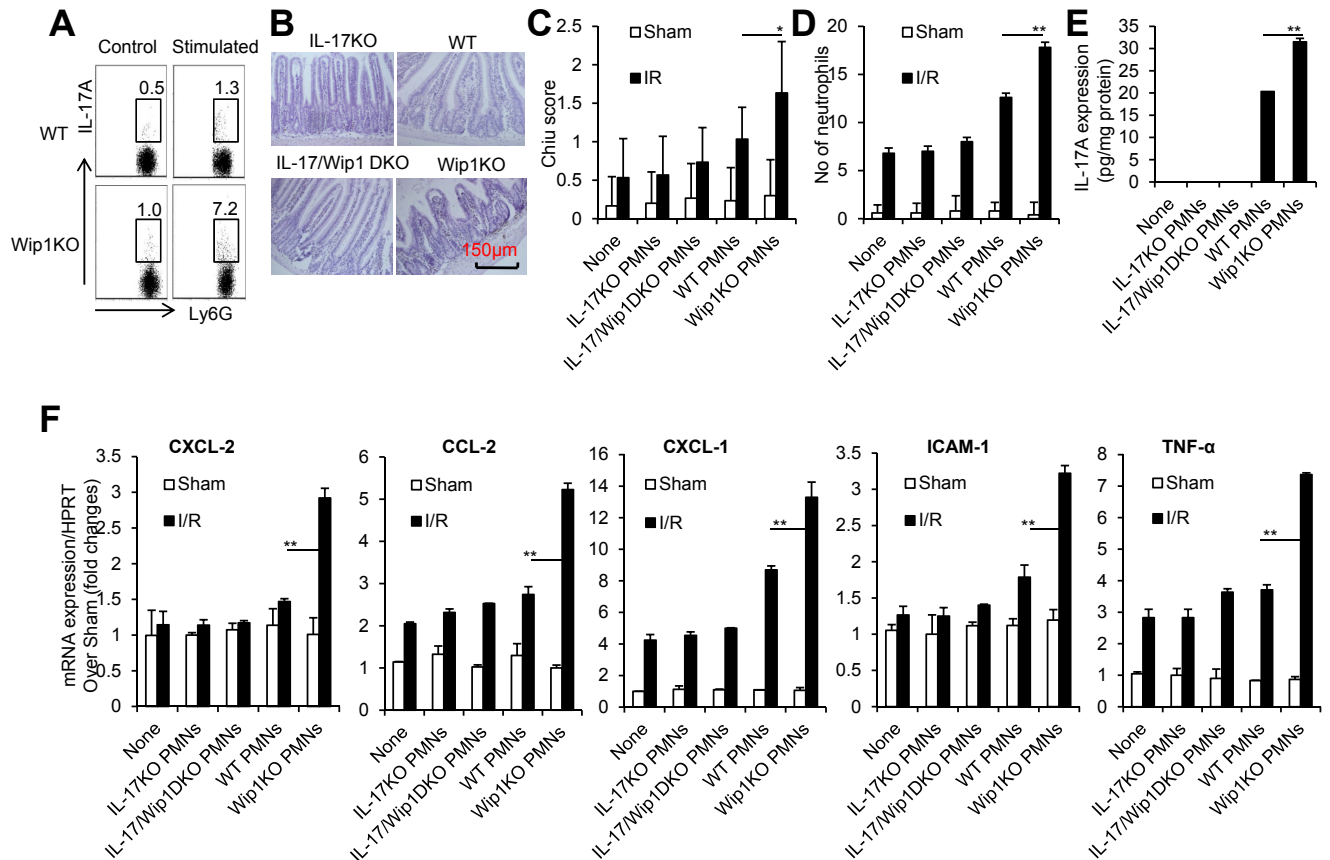 A
Control Stimulated
IL-17A
WT
0.5
1.3
Wip1KO
1.0
7.2
Ly6G
B
IL-17KO WT
IL-17/Wip1 DKO Wip1KO
150μm
C
Chiu score
2.5
2
1.5
1
0.5
0
Sham
IR
*
None
IL-17KO PMNs
IL-17/Wip1DKO PMNs
WT PMNs
Wip1KO PMNs
D
No of neutrophils
20
15
10
5
0
Sham
I/R
**
None
IL-17KO PMNs
IL-17/Wip1DKO PMNs
WT PMNs
Wip1KO PMNs
E
IL-17A expression
(pg/mg protein)
35
30
25
20
15
10
5
0
**
None
IL-17KO PMNs
IL-17/Wip1DKO PMNs
WT PMNs
Wip1KO PMNs
F
mRNA expression/HPRT
Over Sham (fold changes)
CXCL-2
3.5
3
2.5
2
1.5
1
0.5
0
Sham
I/R
**
None
IL-17KO PMNs
IL-17/Wip1DKO PMNs
WT PMNs
Wip1KO PMNs
CCL-2
6
5
4
3
2
1
0
Sham
I/R
**
None
IL-17KO PMNs
IL-17/Wip1DKO PMNs
WT PMNs
Wip1KO PMNs
CXCL-1
16
14
12
10
8
6
4
2
0
Sham
I/R
**
None
IL-17KO PMNs
IL-17/Wip1DKO PMNs
WT PMNs
Wip1KO PMNs
ICAM-1
3.5
3
2.5
2
1.5
1
0.5
0
Sham
I/R
**
None
IL-17KO PMNs
IL-17/Wip1DKO PMNs
WT PMNs
Wip1KO PMNs
TNF-α
8
7
6
5
4
3
2
1
0
Sham
I/R
**
None
IL-17KO PMNs
IL-17/Wip1DKO PMNs
WT PMNs
Wip1KO PMNs